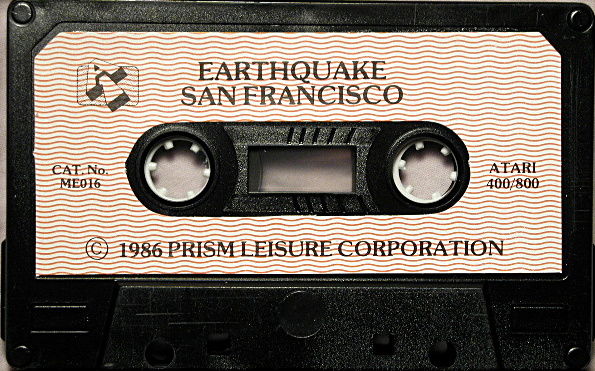 EARTHQUAKE
SAN FRANCISCO
CAT. No.
ME016
ATARI
400/800
© 1986 PRISM LEISURE CORPORATION